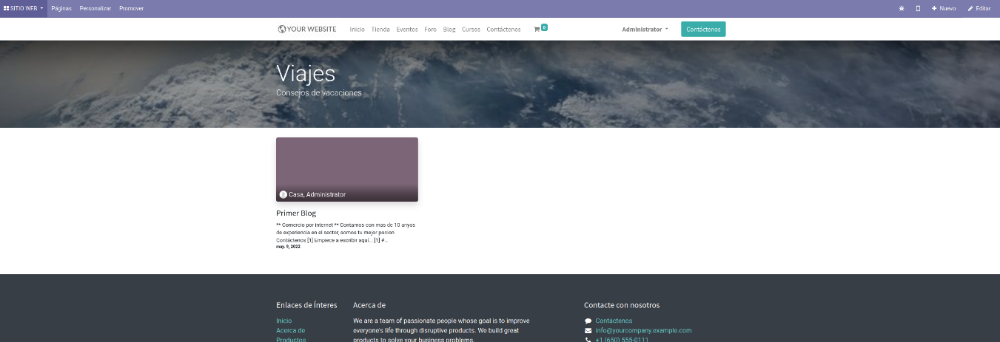 SITIO WEB Páginas Personalizar Promover Nuevo Editar
YOUR WEBSITE Inicio Tienda Eventos Foro Blog Cursos Contáctenos 0 Administrator Contáctenos
Viajes
Consejos de vacaciones
Casa, Administrator
Primer Blog
** Comercio por internet ** Contamos con mas de 10 anyos
de experiencia en el sector, somos tu mejor pocion
Contáctenos [1] Empiece a escribir aquí... [1] #...
may. 9, 2022
Enlaces de Ínteres
Inicio
Acerca de
Productos
Acerca de
We are a team of passionate people whose goal is to improve
everyone's life through disruptive products. We build great
products to solve your business problems.
Contacte con nosotros
Contáctenos
info@yourcompany.example.com
+1 (650) 555-0111